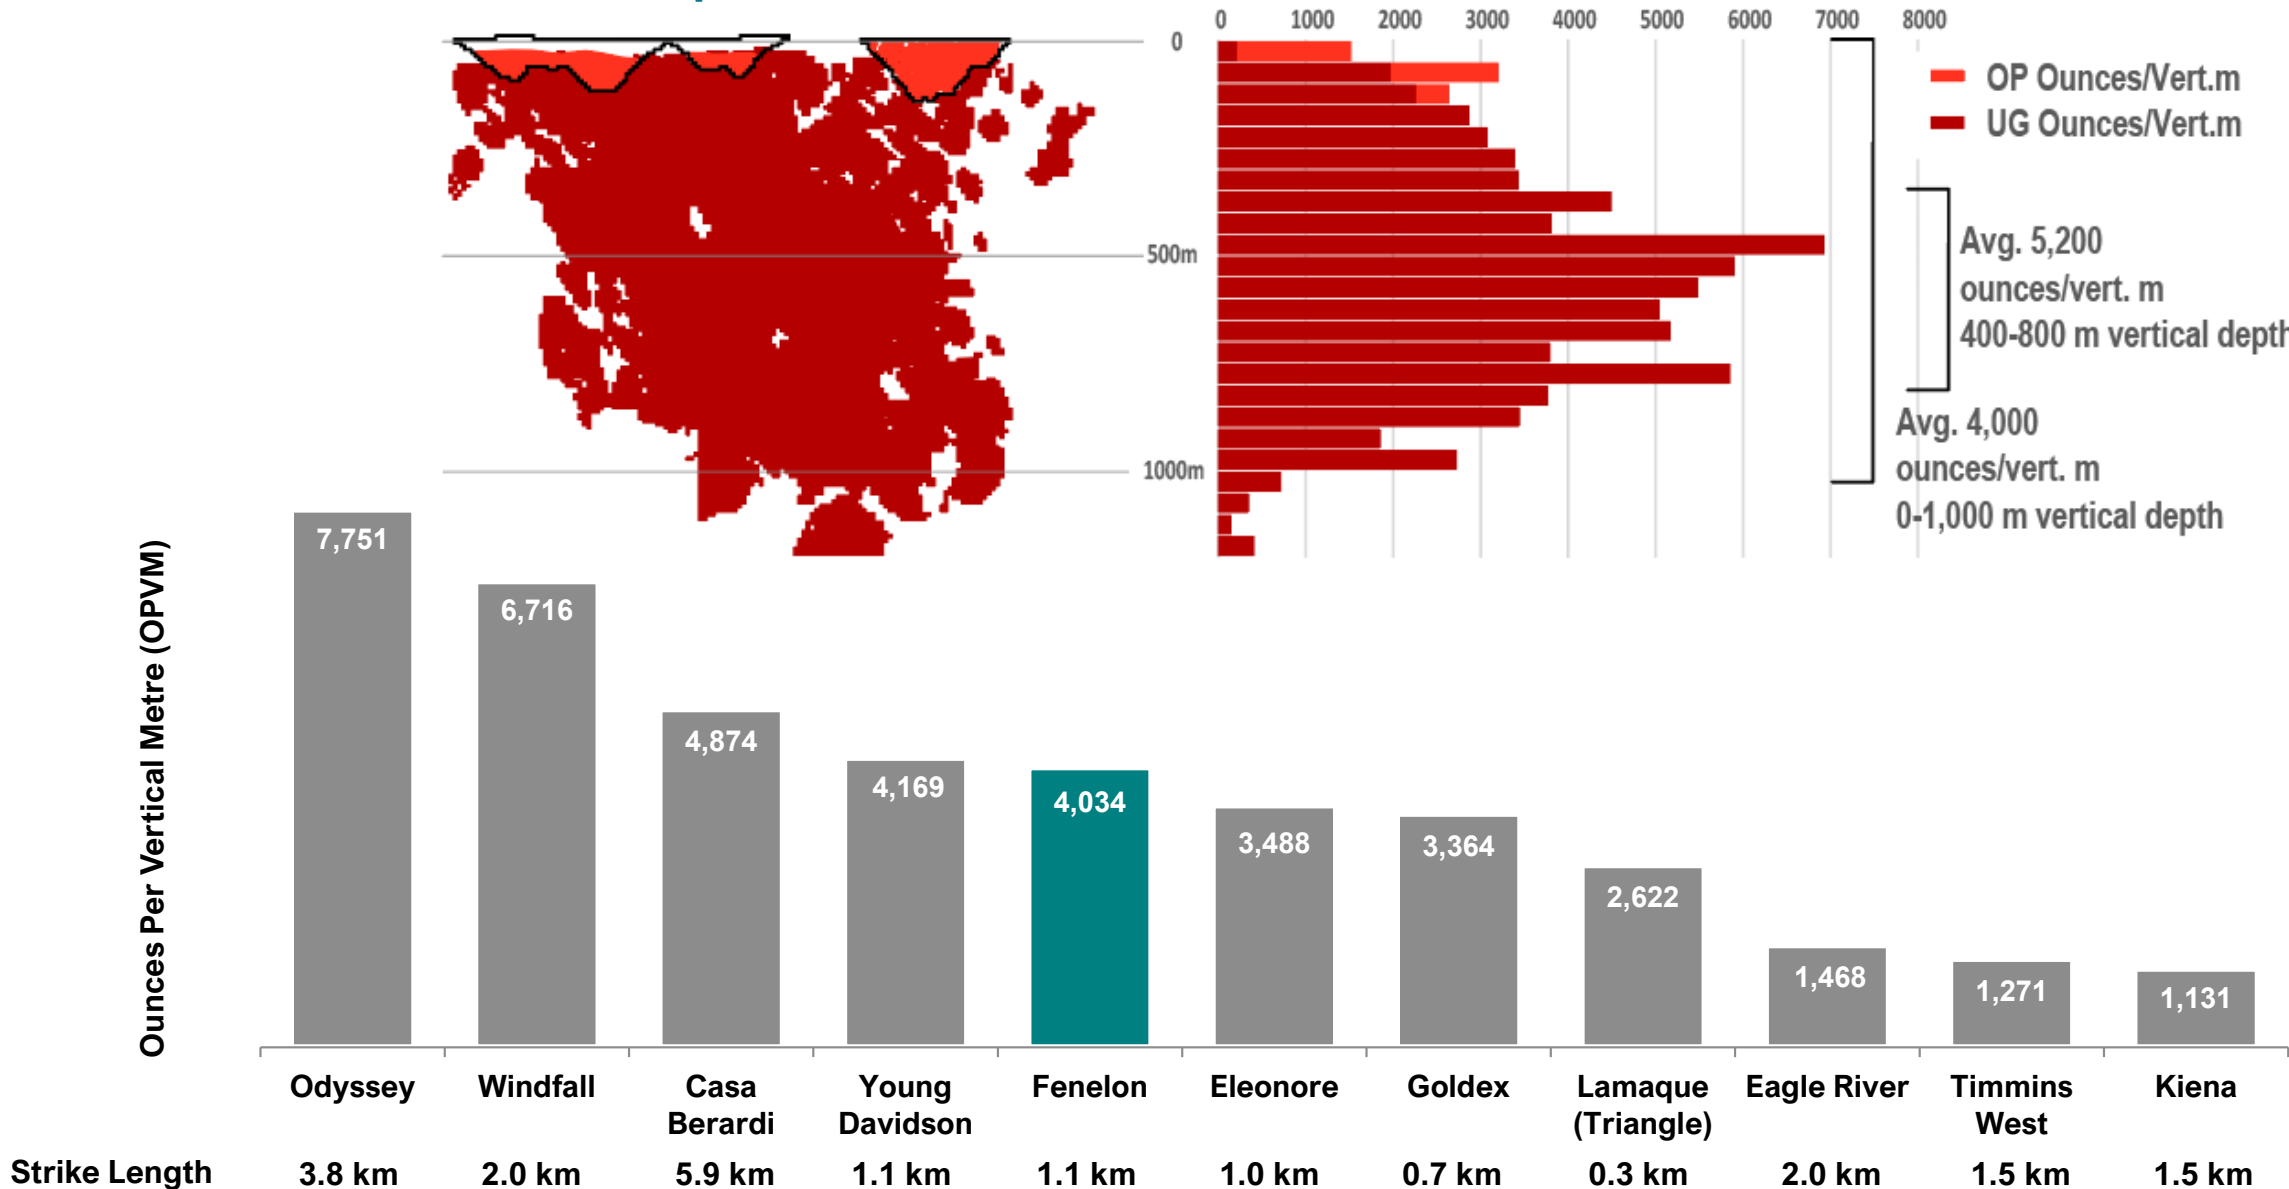 0 1000 2000 3000 4000 5000 6000 7000 8000
0
500m
1000m
OP Ounces/Vert.m
UG Ounces/Vert.m
Avg. 5,200
ounces/vert. m
400-800 m vertical depth
Avg. 4,000
ounces/vert. m
0-1,000 m vertical depth
Ounces Per Vertical Metre (OPVM)
7,751
6,716
4,874
4,169
4,034
3,488
3,364
2,622
1,468
1,271
1,131
Odyssey Windfall Casa Young Fenelon Eleonore Goldex Lamaque Eagle River Timmins Kiena
Berardi Davidson (Triangle) West
Strike Length 3.8 km 2.0 km 5.9 km 1.1 km 1.1 km 1.0 km 0.7 km 0.3 km 2.0 km 1.5 km 1.5 km